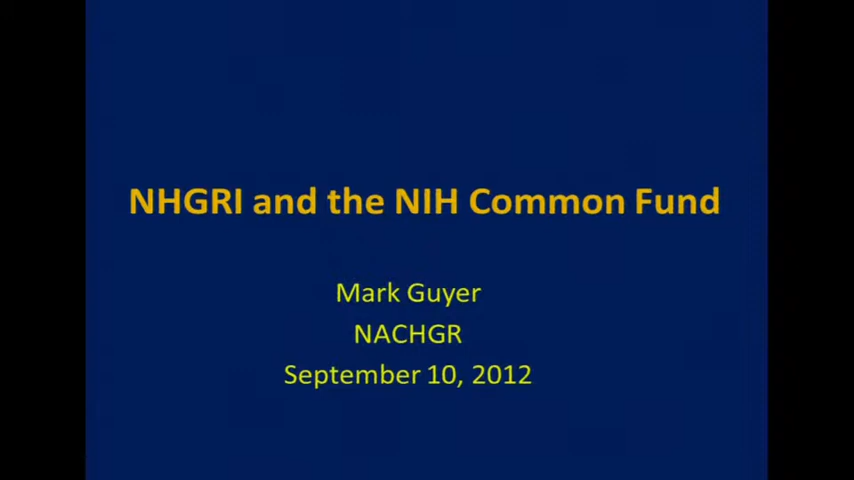 NHGRI and the NIH Common Fund
Mark Guyer
NACHGR
September 10, 2012